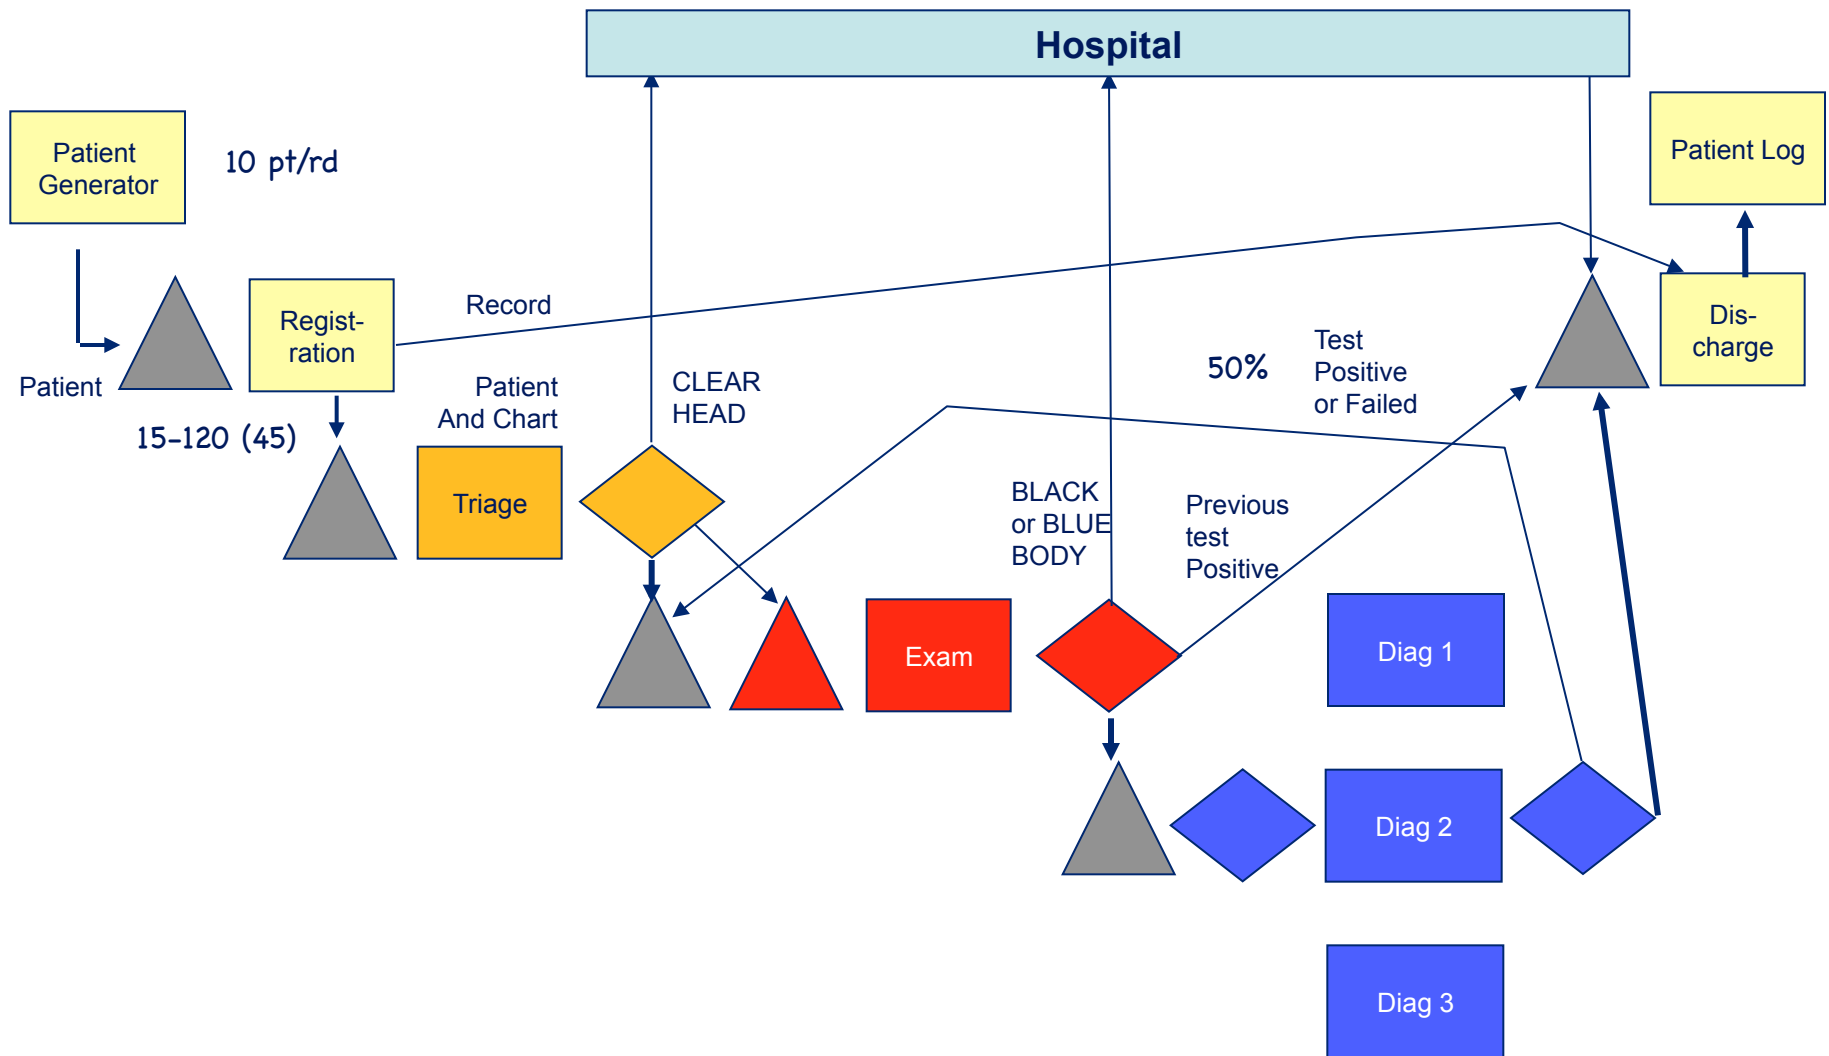 Hospital
Patient
Generator
10 pt/rd
Patient Log
Regist-
ration
Record
Dis-
charge
Patient
15-120 (45)
Patient
And Chart
CLEAR
HEAD
50%
Test
Positive
or Failed
Triage
BLACK
or BLUE
BODY
Previous
test
Positive
Exam
Diag 1
Diag 2
Diag 3